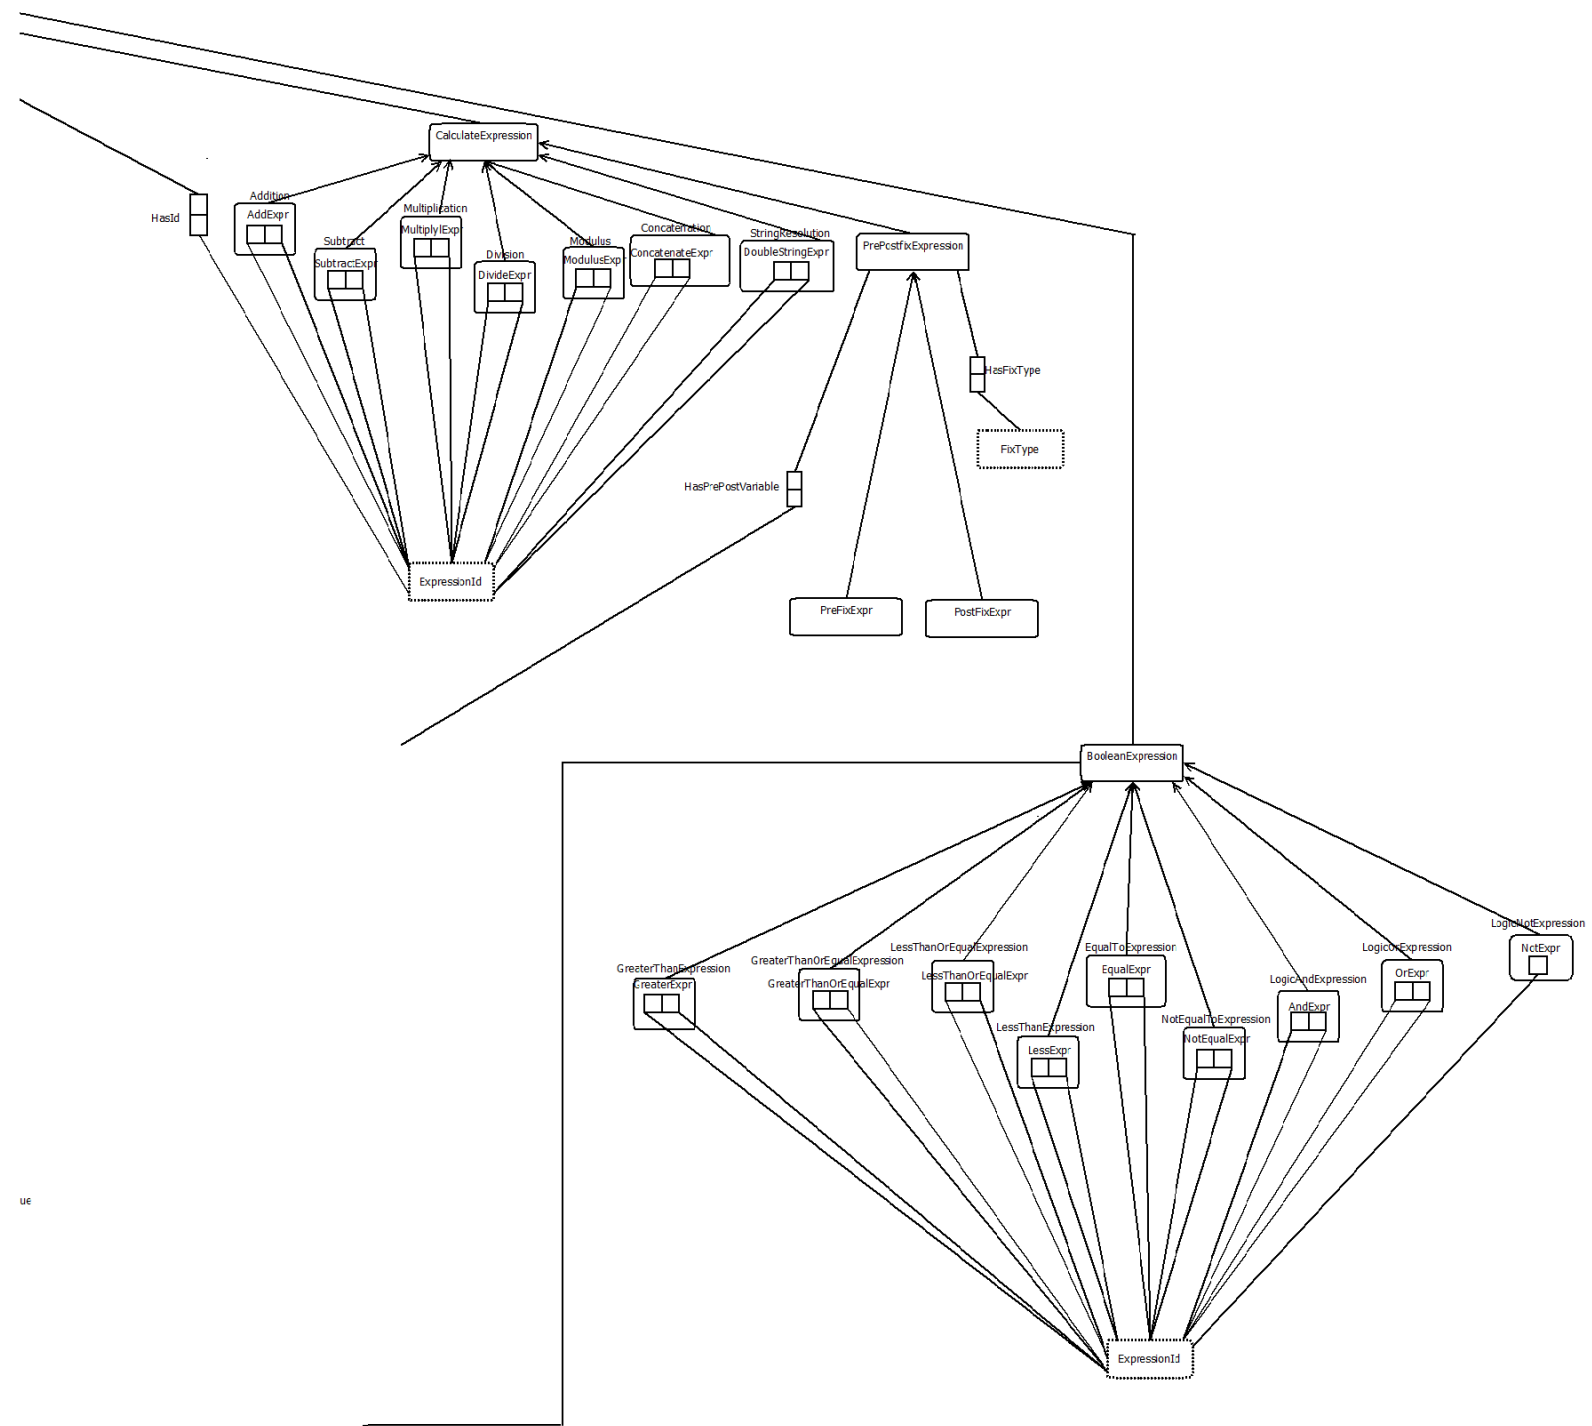 CalculateExpression
Addition
AddExpr
HasId
Multiplication
MultiplylExpr
Subtract
SubtractExpr
Division
DivideExpr
Modulus
ModulusExpr
Concatenation
ConcatenateExpr
StringResolution
DoubleStringExpr
PrePostfixExpression
HasFixType
FixType
HasPrePostVariable
ExpressionId
PreFixExpr
PostFixExpr
BooleanExpression
LogicNotExpression
NotExpr
GreaterThanExpression
GreaterExpr
GreaterThanOrEqualExpression
GreaterThanOrEqualExpr
LessThanOrEqualExpression
LessThanOrEqualExpr
EqualToExpression
EqualExpr
LogicOrExpression
OrExpr
LogicAndExpression
AndExpr
LessThanExpression
LessExpr
NotEqualToExpression
NotEqualExpr
ue
ExpressionId